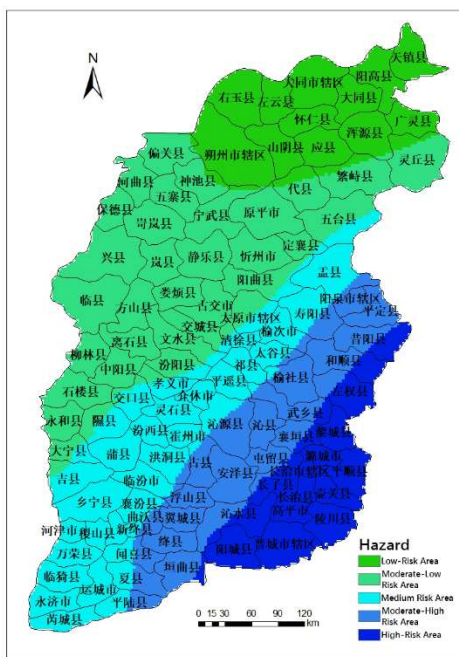 N
天镇县
阳高县
大同市辖区
大同县
右玉县
左云县
怀仁县
广灵县
浑源县
山阴县
应县
朔州市辖区
灵丘县
偏关县
繁峙县
神池县
代县
河曲县
五寨县
保德县
宁武县
原平市
五台县
岢岚县
定襄县
兴县
静乐县
忻州市
岚县
盂县
阳曲县
临县
娄烦县
阳泉市辖区
方山县
古交市
平定县
太原市辖区
寿阳县
交城县
榆次市
离石县
文水县
清徐县
昔阳县
柳林县
太谷县
中阳县
汾阳县
祁县
和顺县
孝义市
平遥县
榆社县
石楼县
交口县
介休市
左权县
灵石县
武乡县
永和县
隰县
汾西县
沁源县
沁县
黎城县
霍州市
襄垣县
大宁县
蒲县
洪洞县
古县
屯留县
潞城县
吉县
安泽县
长治市辖区
平顺县
临汾市
长子县
乡宁县
浮山县
长治县
壶关县
襄汾县
曲沃县
翼城县
沁水县
高平市
河津市
稷山县
新绛县
陵川县
万荣县
闻喜县
绛县
阳城县
晋城市辖区
临猗县
夏县
垣曲县
运城市
永济市
平陆县
芮城县
0 15 30 60 90 120
km
Hazard
Low-Risk Area
Moderate-Low
Risk Area
Medium Risk Area
Moderate-High
Risk Area
High-Risk Area